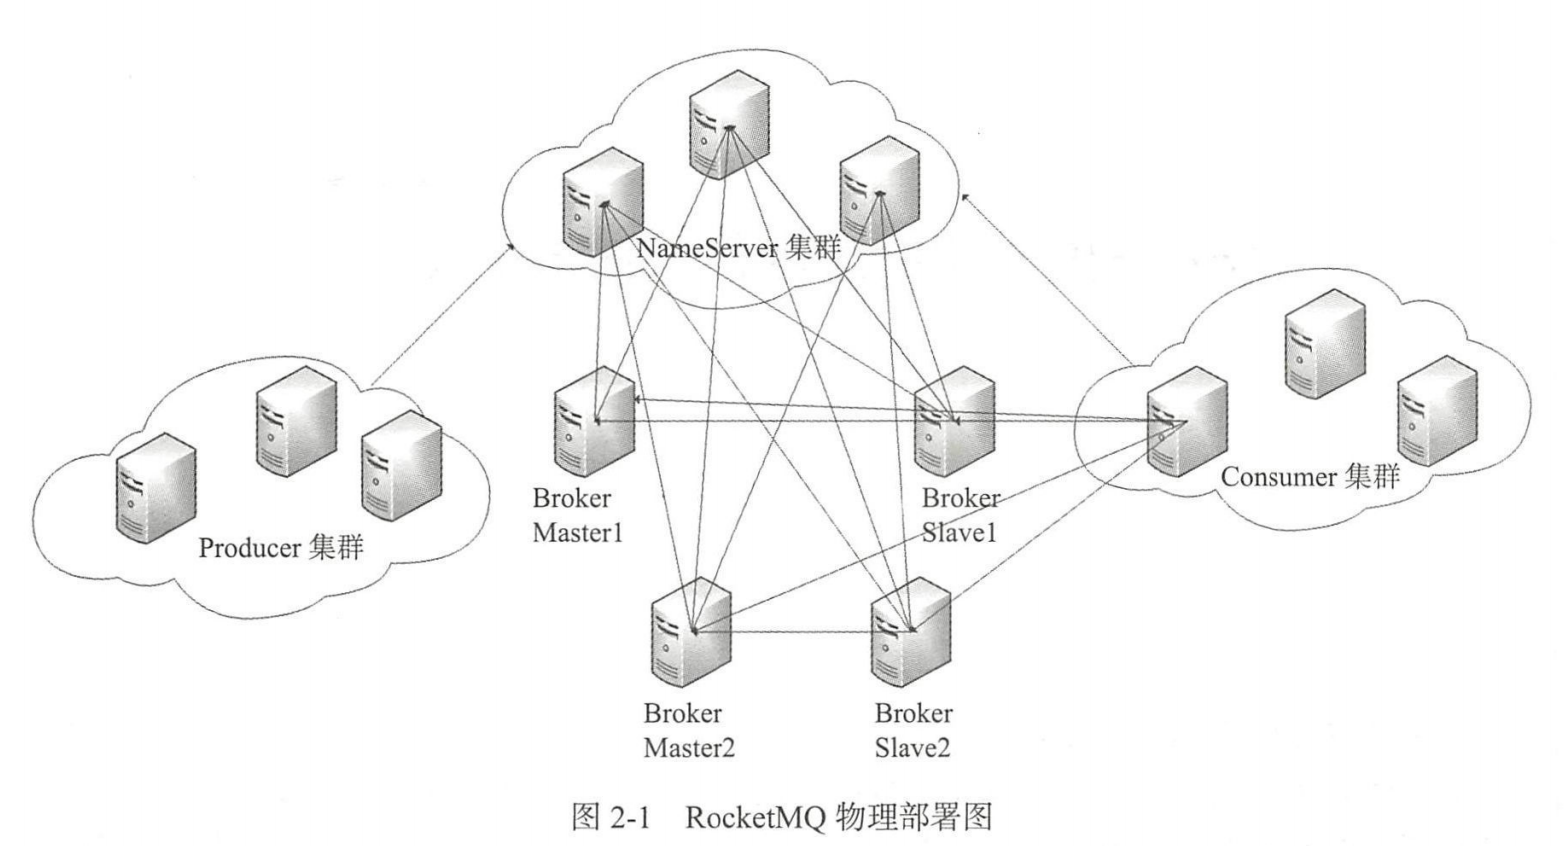 NameServer 集群
Producer 集群
Consumer 集群
Broker
Master1
Broker
Slave1
Broker
Master2
Broker
Slave2
图 2-1 RocketMQ 物理部署图